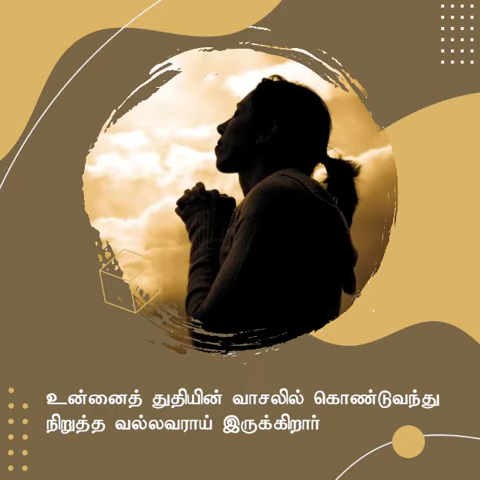 உன்னைத் துதியின் வாசலில் கொண்டுவந்து
நிறுத்த வல்லவராய் இருக்கிறார்